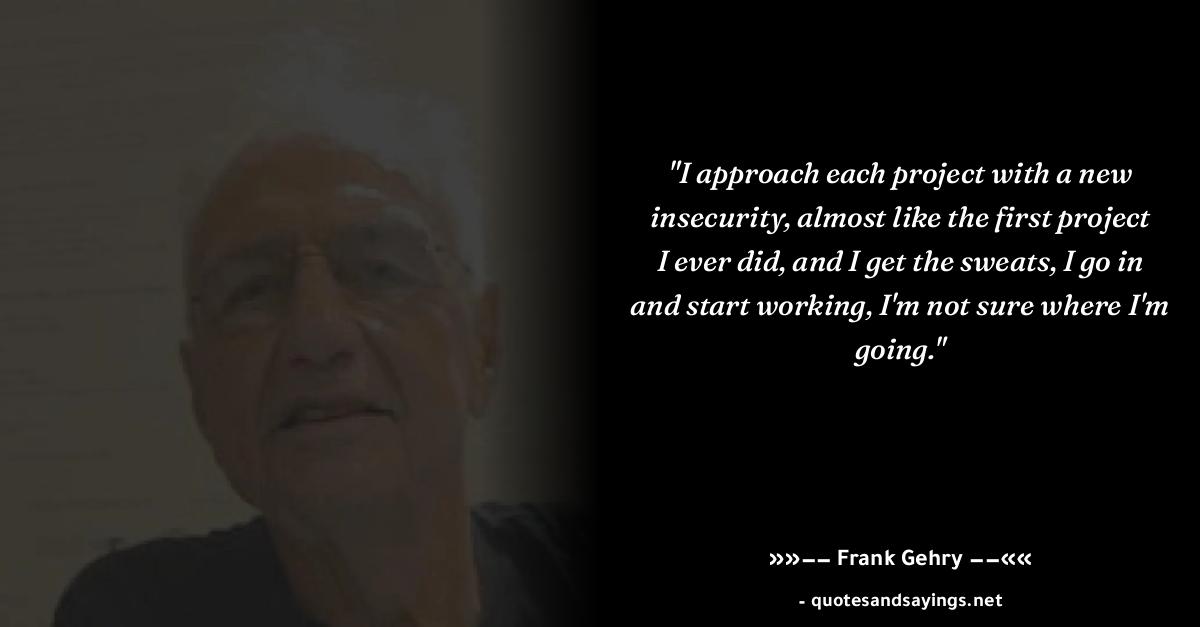 "I approach each project with a new
insecurity, almost like the first project
I ever did, and I get the sweats, I go in
and start working, I'm not sure where I'm
going."
»»−− Frank Gehry −−««
- quotesandsayings.net